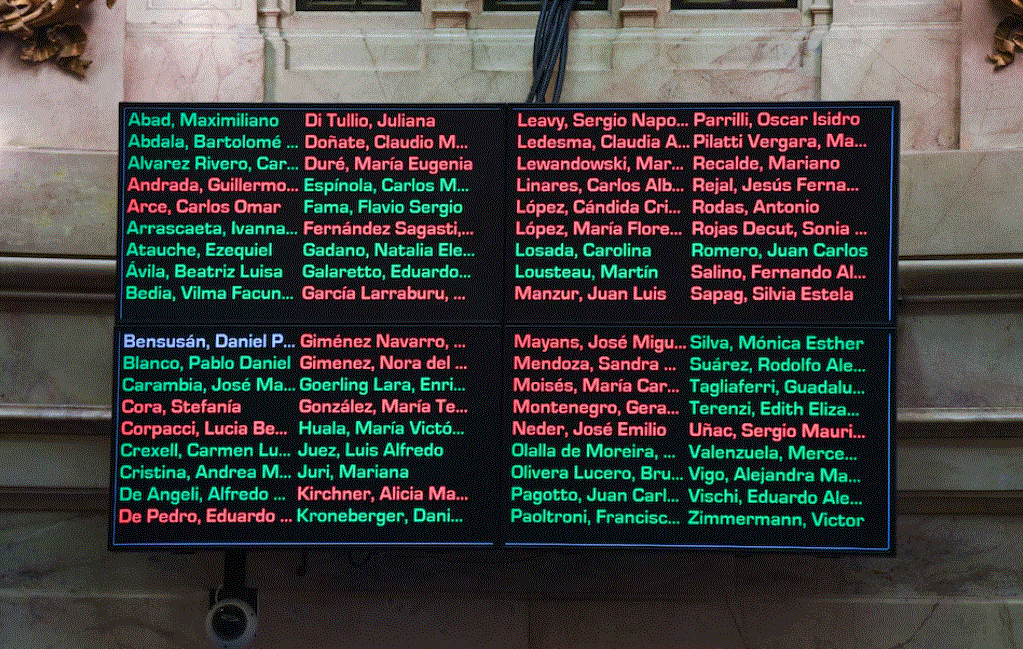 Abad, Maximiliano
Abdala, Bartolomé ...
Alvarez Rivero, Car...
Andrada, Guillermo...
Arce, Carlos Omar
Arrascaeta, Ivanna...
Atauche, Ezequiel
Ávila, Beatriz Luisa
Bedia, Vilma Facun...
Bensusán, Daniel P...
Blanco, Pablo Daniel
Carambia, José Ma...
Cora, Stefanía
Corpacci, Lucia Be...
Crexell, Carmen Lu...
Cristina, Andrea M...
De Angeli, Alfredo ...
De Pedro, Eduardo ...
Di Tullio, Juliana
Doñate, Claudio M...
Duré, María Eugenia
Espínola, Carlos M...
Fama, Flavio Sergio
Fernández Sagasti,...
Gadano, Natalia Ele...
Galaretto, Eduardo...
García Larraburu, ...
Giménez Navarro, ...
Gimenez, Nora del ...
Goerling Lara, Enri...
González, María Te...
Huala, María Victó...
Juez, Luis Alfredo
Juri, Mariana
Kirchner, Alicia Ma...
Kroneberger, Dani...
Leavy, Sergio Napo...
Ledesma, Claudia A...
Lewandowski, Mar...
Linares, Carlos Alb...
López, Cándida Cri...
López, María Flore...
Losada, Carolina
Lousteau, Martín
Manzur, Juan Luis
Mayans, José Migu...
Mendoza, Sandra ...
Moisés, María Car...
Montenegro, Gera...
Neder, José Emilio
Olalla de Moreira, ...
Olivera Lucero, Bru...
Pagotto, Juan Carl...
Paoltroni, Francisc...
Parrilli, Oscar Isidro
Pilatti Vergara, Ma...
Recalde, Mariano
Rejal, Jesús Ferna...
Rodas, Antonio
Rojas Decut, Sonia ...
Romero, Juan Carlos
Salino, Fernando Al...
Sapag, Silvia Estela
Silva, Mónica Esther
Suárez, Rodolfo Ale...
Tagliaferri, Guadalu...
Terenzi, Edith Eliza...
Uñac, Sergio Mauri...
Valenzuela, Merce...
Vigo, Alejandra Ma...
Vischi, Eduardo Ale...
Zimmermann, Victor